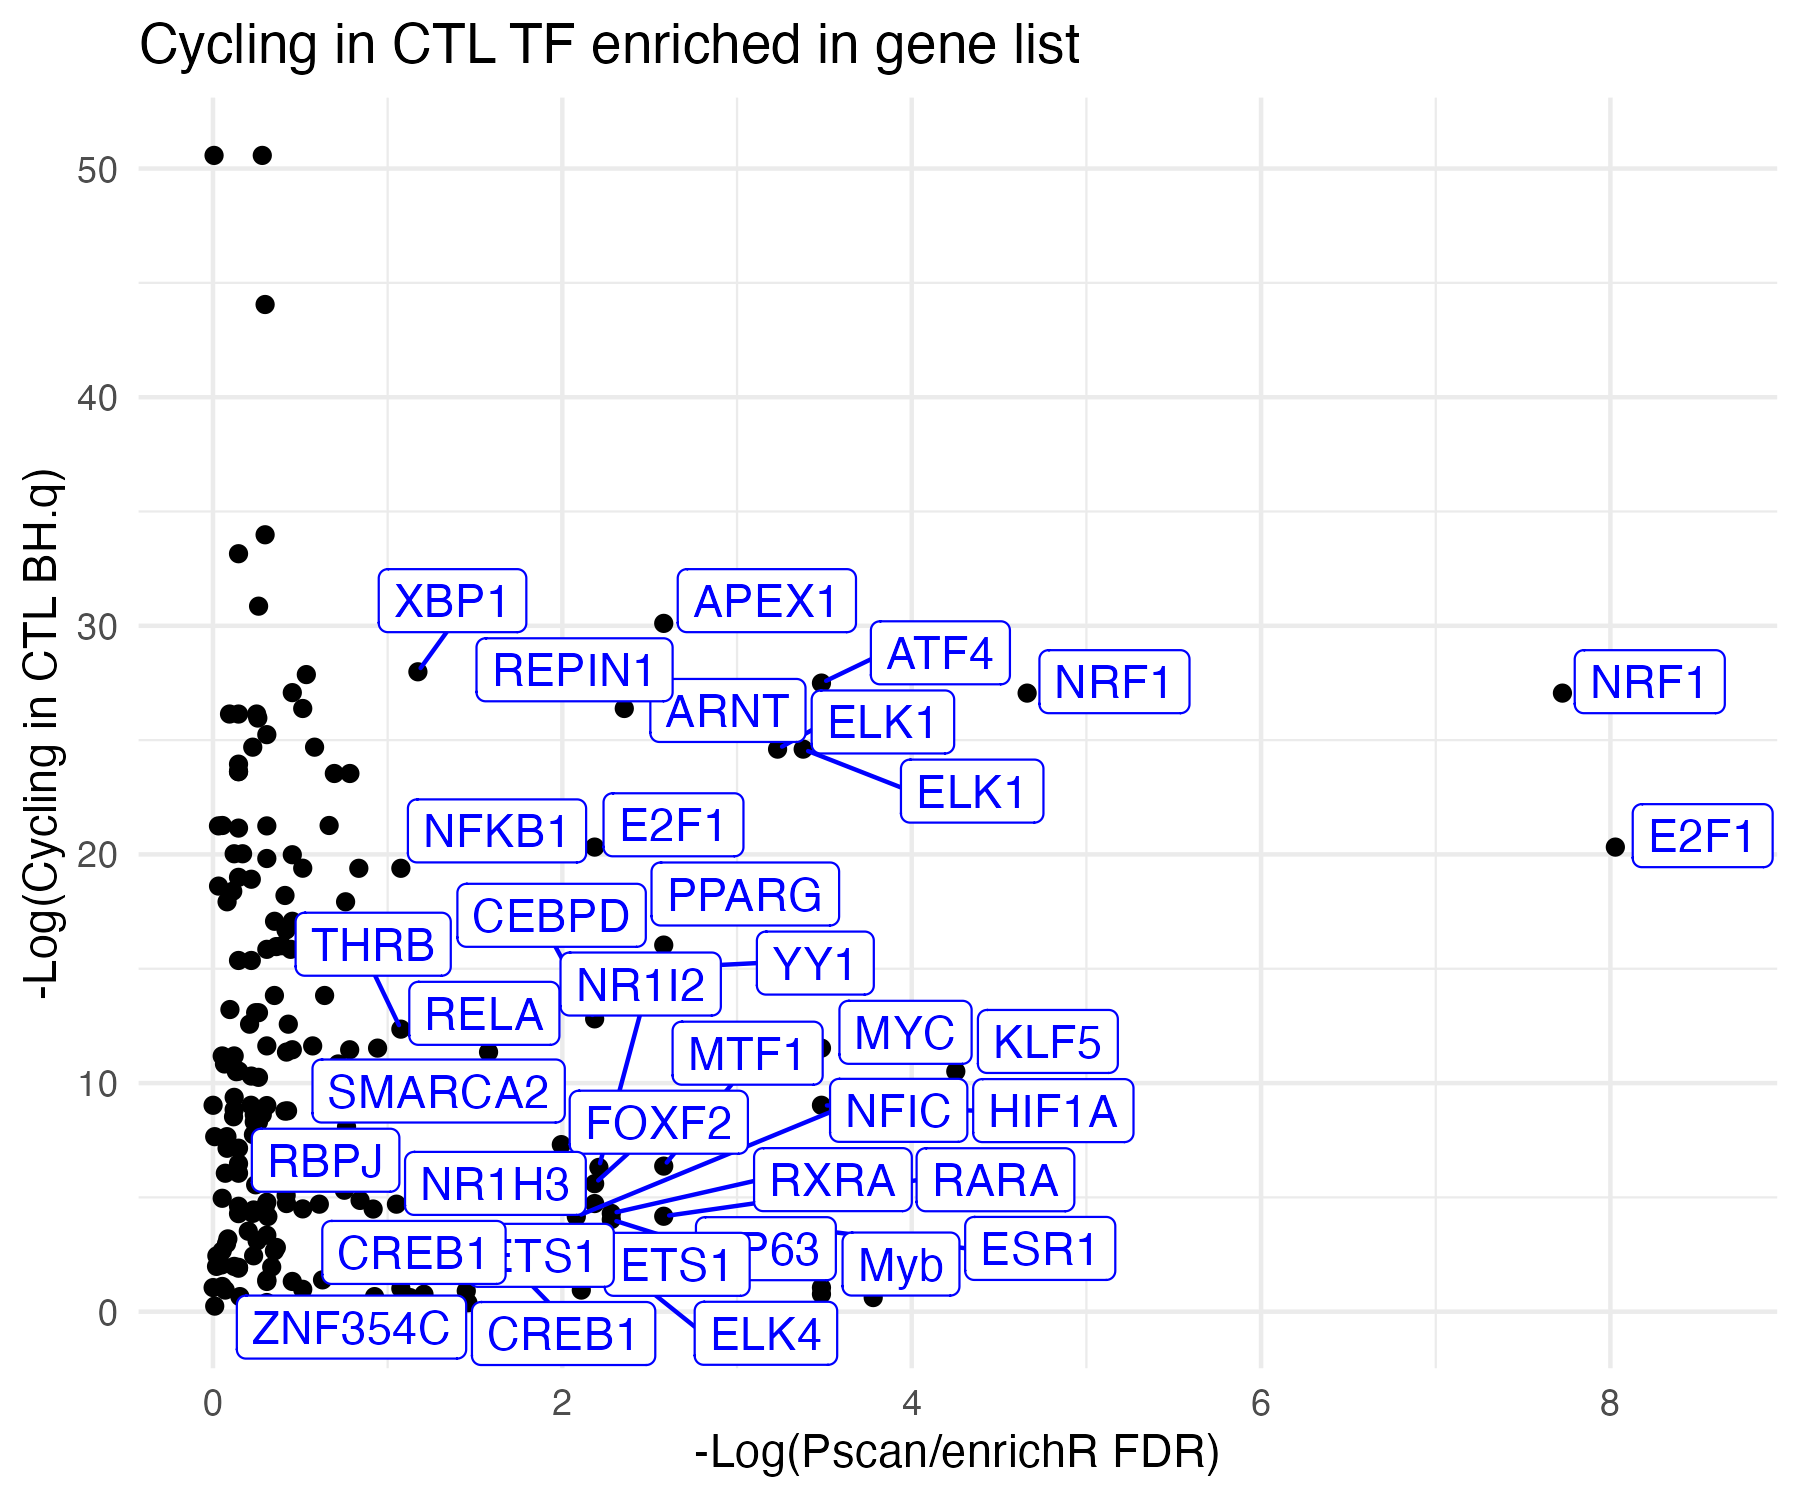 Cycling in CTL TF enriched in gene list
50
40
30
20
10
0
-Log(Cycling in CTL BH.q)
XBP1
APEX1
REPIN1
ATF4
NRF1
NRF1
ARNT
ELK1
ELK1
NFKB1
E2F1
E2F1
PPARG
CEBPD
THRB
YY1
NR1I2
RELA
MYC
KLF5
MTF1
SMARCA2
NFIC
HIF1A
FOXF2
RBPJ
NR1H3
RXRA
RARA
CREB1
ETS1
ETS1
P63
Myb
ESR1
ZNF354C
CREB1
ELK4
0
2
4
6
8
-Log(Pscan/enrichR FDR)